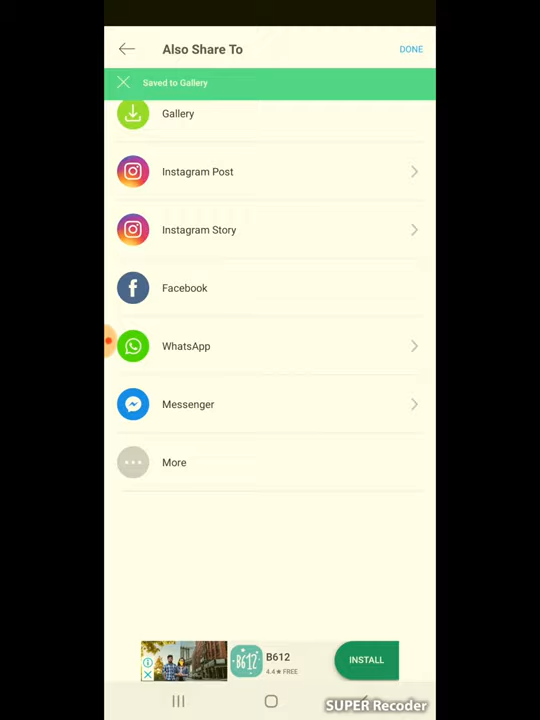 Also Share To
DONE
Saved to Gallery
Gallery
Instagram Post
Instagram Story
Facebook
WhatsApp
Messenger
More
B612
B612
4.4★ FREE
INSTALL
SUPER Recoder